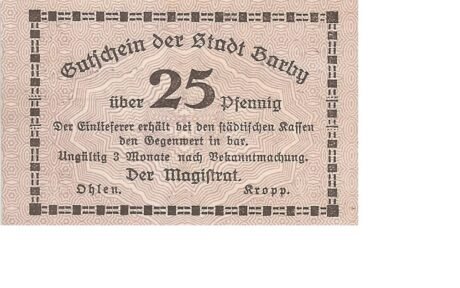 Gutschein der Stadt Barby
über 25 Pfennig
Der Einlieferer erhält bei den städtischen Kassen
den Gegenwert in bar.
Ungültig 3 Monate nach Bekanntmachung.
Der Magistrat.
Ohlen. Kropp.